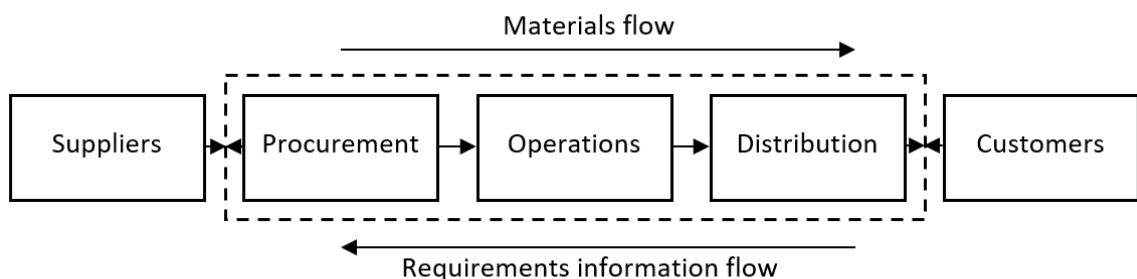 Materials flow
Suppliers
Procurement
Operations
Distribution
Customers
Requirements information flow